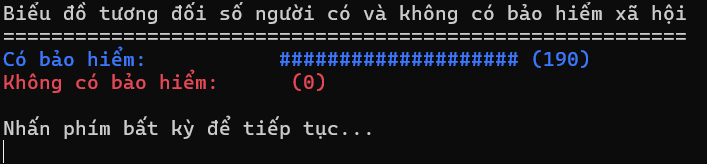 Biểu đồ tương đối số người có và không có bảo hiểm xã hội
=========================================================
Có bảo hiểm:           #################### (190)
Không có bảo hiểm:      (0)
Nhấn phím bất kỳ để tiếp tục...